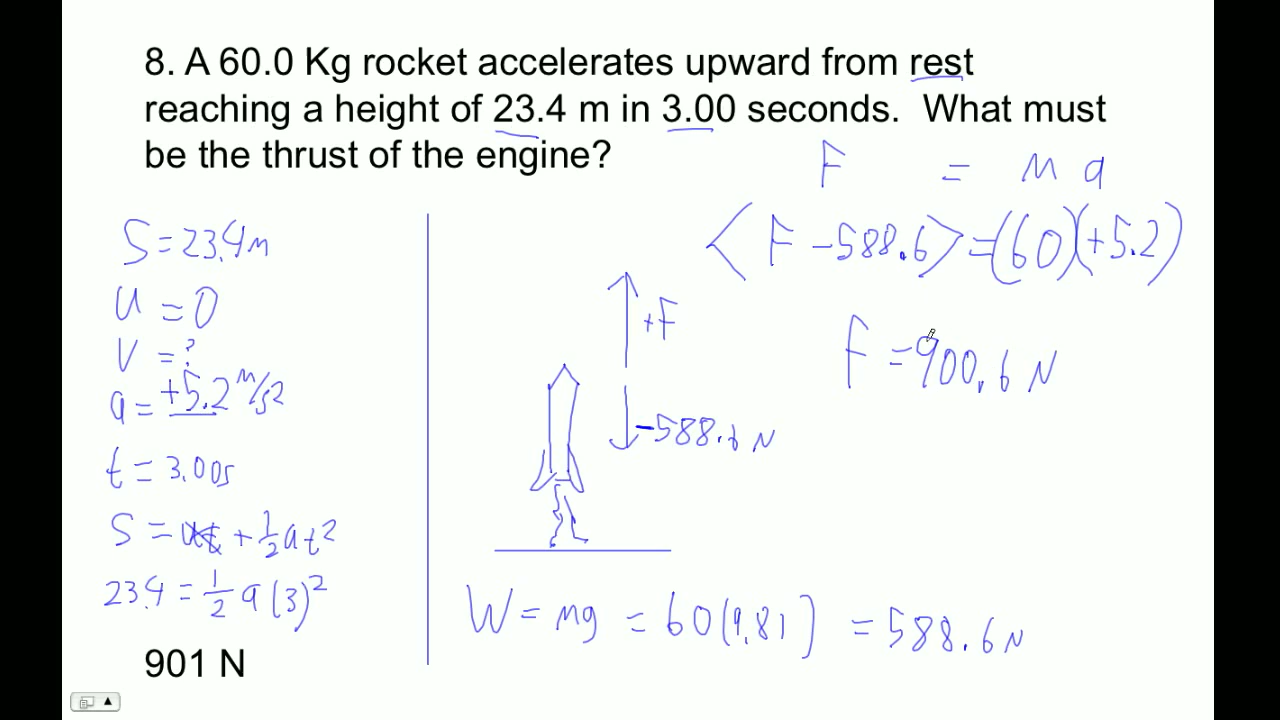 8. A 60.0 Kg rocket accelerates upward from rest
reaching a height of 23.4 m in 3.00 seconds. What must
be the thrust of the engine?
F = m a
<F -588.6> = (60)(+5.2)
F = 900.6 N
S = 23.4m
u = 0
V = ?
a = +5.2 m/s2
t = 3.00s
S = ut + 1/2 at²
23.4 = 1/2 a (3)²
901 N
+F
-588.6 N
W = mg = 60(9.81) = 588.6 N